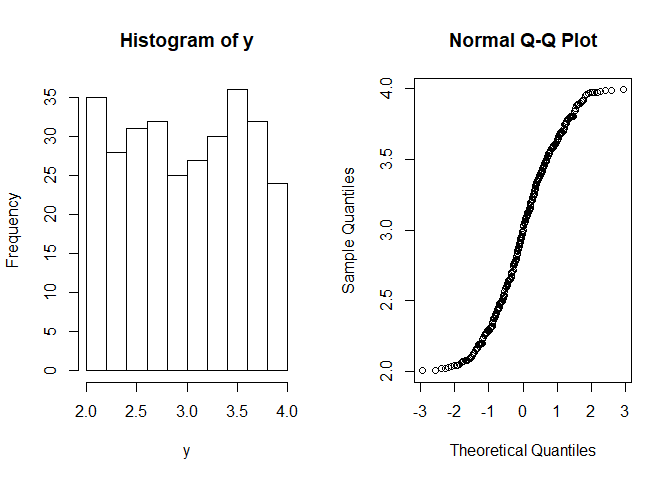 Histogram of y
Frequency
0 5 10 15 20 25 30 35
2.0 2.5 3.0 3.5 4.0
y
Normal Q-Q Plot
Sample Quantiles
2.0 2.5 3.0 3.5 4.0
-3 -2 -1 0 1 2 3
Theoretical Quantiles